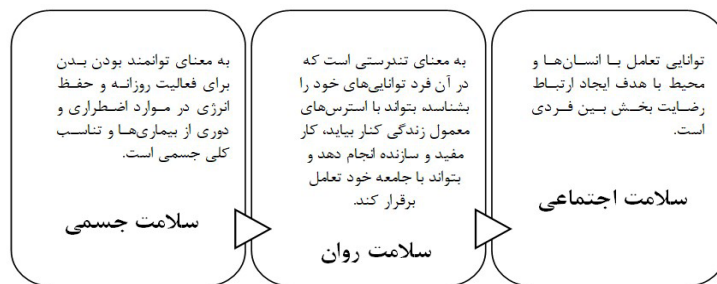 توانایی تعامل با انسان‌ها و
محیط با هدف ایجاد ارتباط
رضایت بخش بین فردی
است.
سلامت اجتماعی
به معنای تندرستی است که
در آن فرد توانایی‌های خود را
بشناسد، بتواند با استرس‌های
معمول زندگی کنار بیاید، کار
مفید و سازنده انجام دهد و
بتواند با جامعه خود تعامل
برقرار کند.
سلامت روان
به معنای توانمند بودن بدن
برای فعالیت روزانه و حفظ
انرژی در موارد اضطراری و
دوری از بیماری‌ها و تناسب
کلی جسمی است.
سلامت جسمی